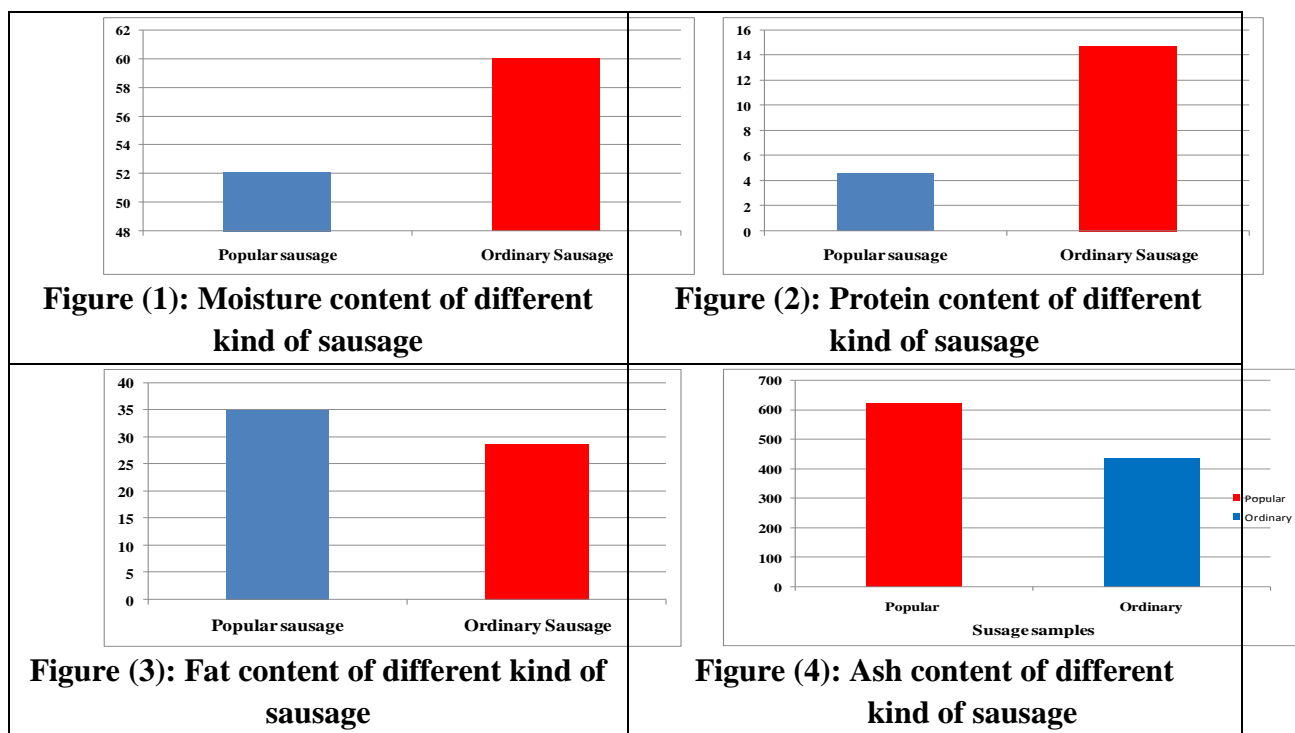 62
60
58
56
54
52
50
48
Popular sausage
Ordinary Sausage
Figure (1): Moisture content of different
kind of sausage
16
14
12
10
8
6
4
2
0
Popular sausage
Ordinary Sausage
Figure (2): Protein content of different
kind of sausage
40
35
30
25
20
15
10
5
0
Popular sausage
Ordinary Sausage
Figure (3): Fat content of different kind of
sausage
700
600
500
400
300
200
100
0
Popular
Ordinary
Susage samples
Popular
Ordinary
Figure (4): Ash content of different
kind of sausage